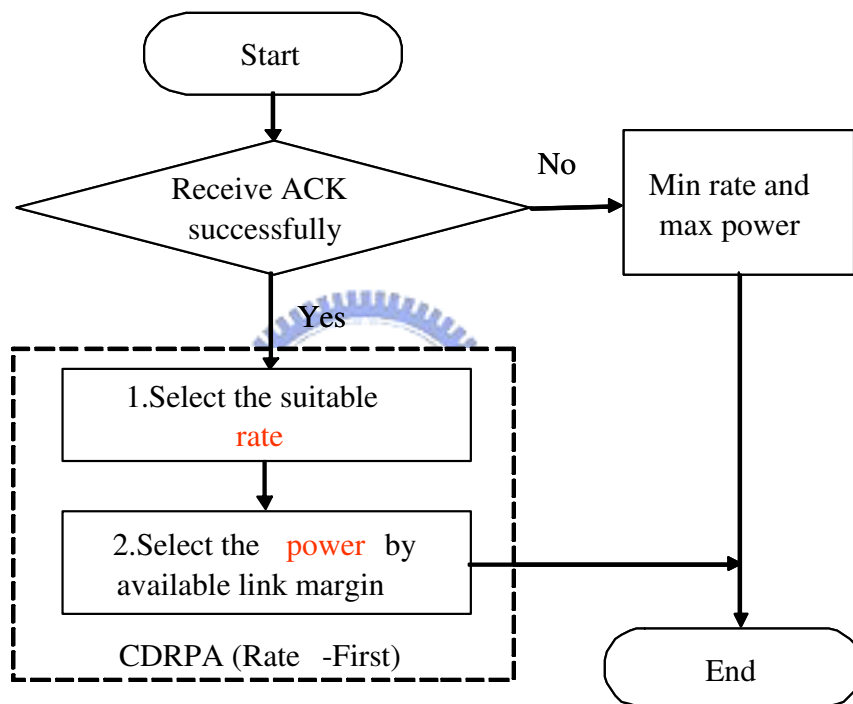 Start
Receive ACK
successfully
No
Min rate and
max power
Yes
1.Select the suitable
rate
2.Select the power by
available link margin
CDRPA (Rate -First)
End